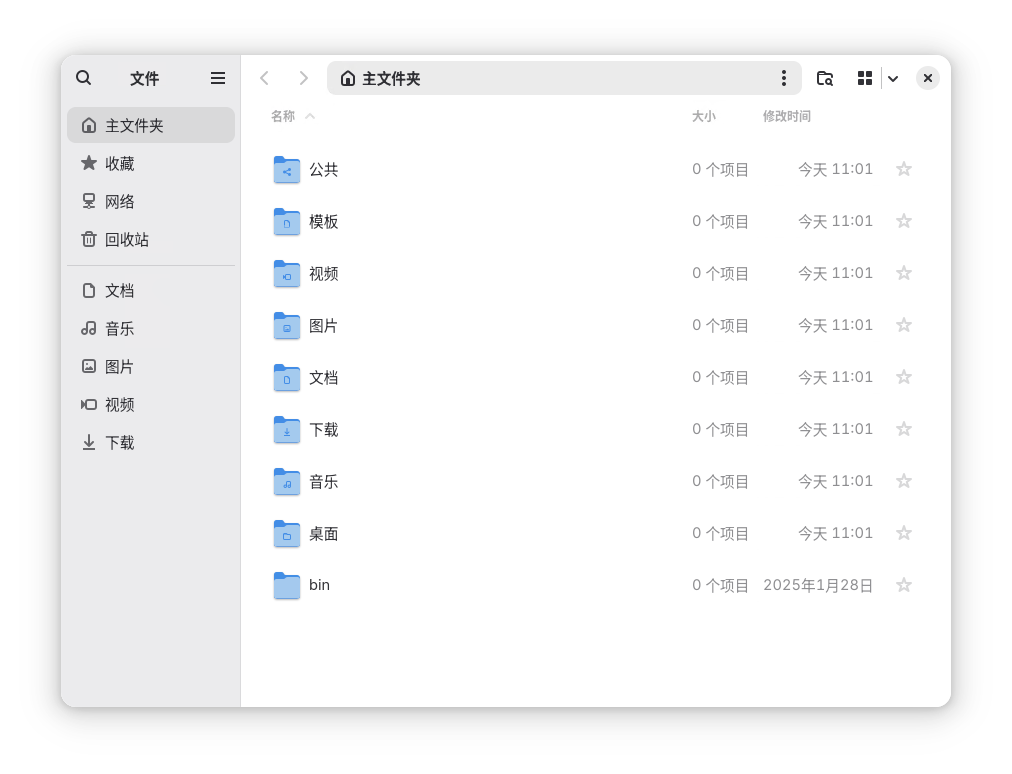 文件
主文件夹
收藏
网络
回收站
文档
音乐
图片
视频
下载
主文件夹
名称 大小 修改时间
公共 0 个项目 今天 11:01
模板 0 个项目 今天 11:01
视频 0 个项目 今天 11:01
图片 0 个项目 今天 11:01
文档 0 个项目 今天 11:01
下载 0 个项目 今天 11:01
音乐 0 个项目 今天 11:01
桌面 0 个项目 今天 11:01
bin 0 个项目 2025年1月28日